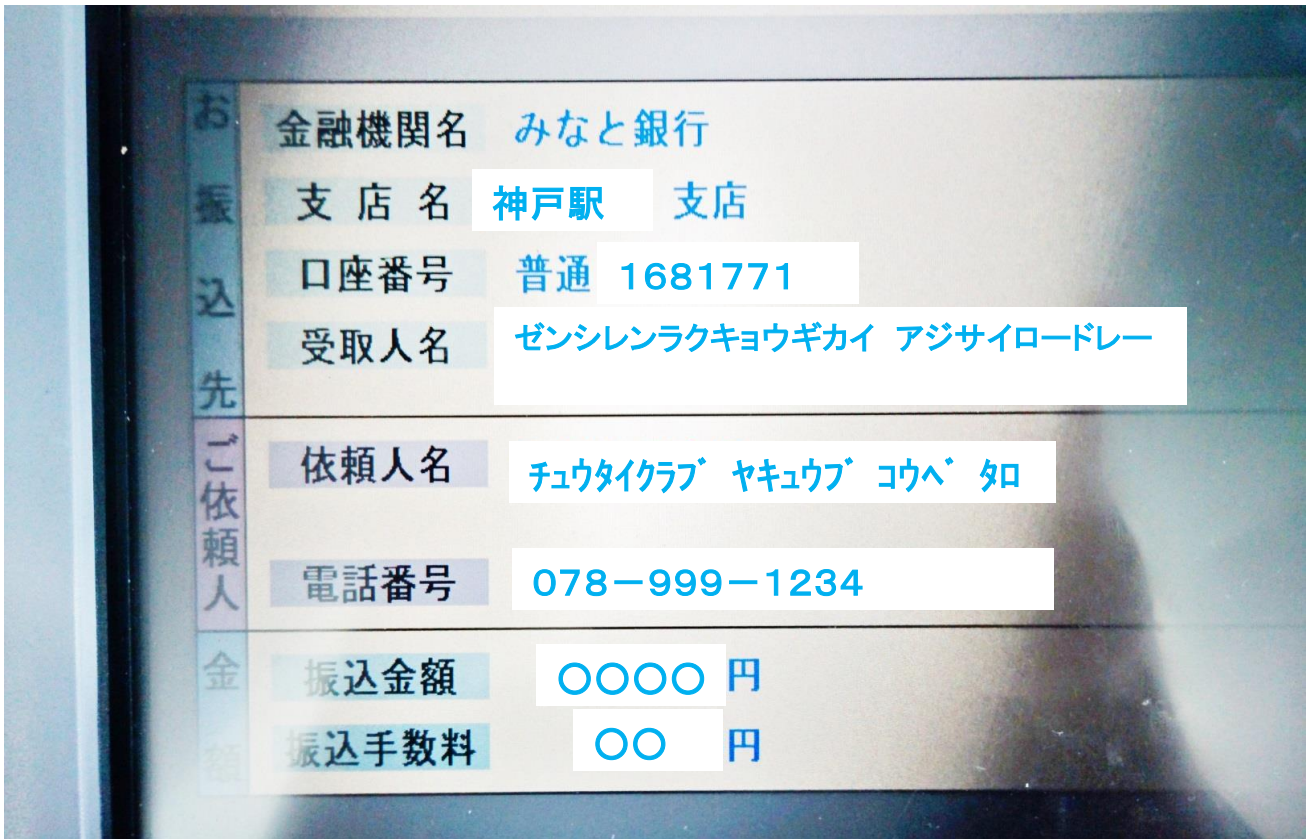 お振込先
金融機関名 みなと銀行
支店名 神戸駅 支店
口座番号 普通 1681771
受取人名 ゼンシレンラクキョウギカイ アジサイロードレー
ご依頼人
依頼人名 ﾁｭｳﾀｲｸﾗﾌﾞ ﾔｷｭｳﾌﾞ ｺｳﾍﾞ ﾀﾛ
電話番号 078－999－1234
金額
振込金額 〇〇〇〇 円
振込手数料 〇〇 円